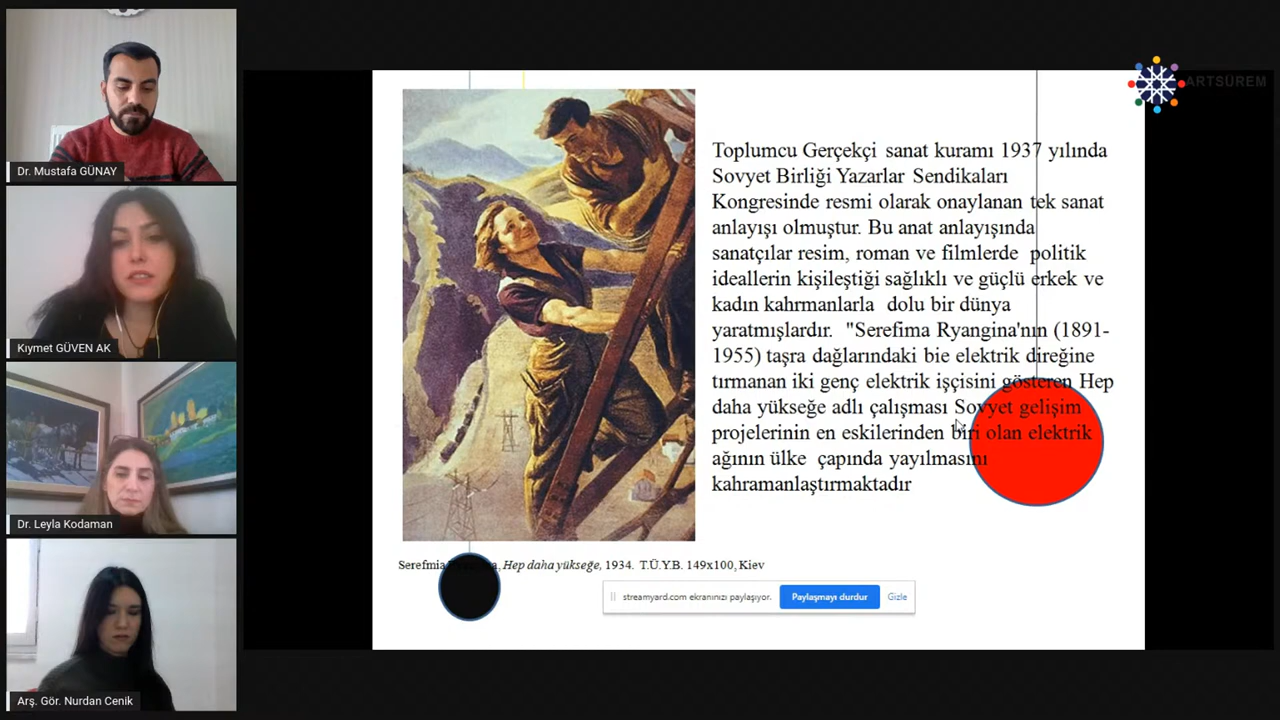 Dr. Mustafa GÜNAY
Kıymet GÜVEN AK
Dr. Leyla Kodaman
Arş. Gör. Nurdan Cenik
ARTSÜREM
Toplumcu Gerçekçi sanat kuramı 1937 yılında
Sovyet Birliği Yazarlar Sendikaları
Kongresinde resmi olarak onaylanan tek sanat
anlayışı olmuştur. Bu anat anlayışında
sanatçılar resim, roman ve filmlerde politik
ideallerin kişileştiği sağlıklı ve güçlü erkek ve
kadın kahrmanlarla dolu bir dünya
yaratmışlardır. "Serefima Ryangina'nın (1891-
1955) taşra dağlarındaki bie elektrik direğine
tırmanan iki genç elektrik işçisini gösteren Hep
daha yükseğe adlı çalışması Sovyet gelişim
projelerinin en eskilerinden biri olan elektrik
ağının ülke çapında yayılmasını
kahramanlaştırmaktadır
Serefmia , Hep daha yükseğe, 1934. T.Ü.Y.B. 149x100, Kiev
streamyard.com ekranınızı paylaşıyor. Paylaşmayı durdur Gizle